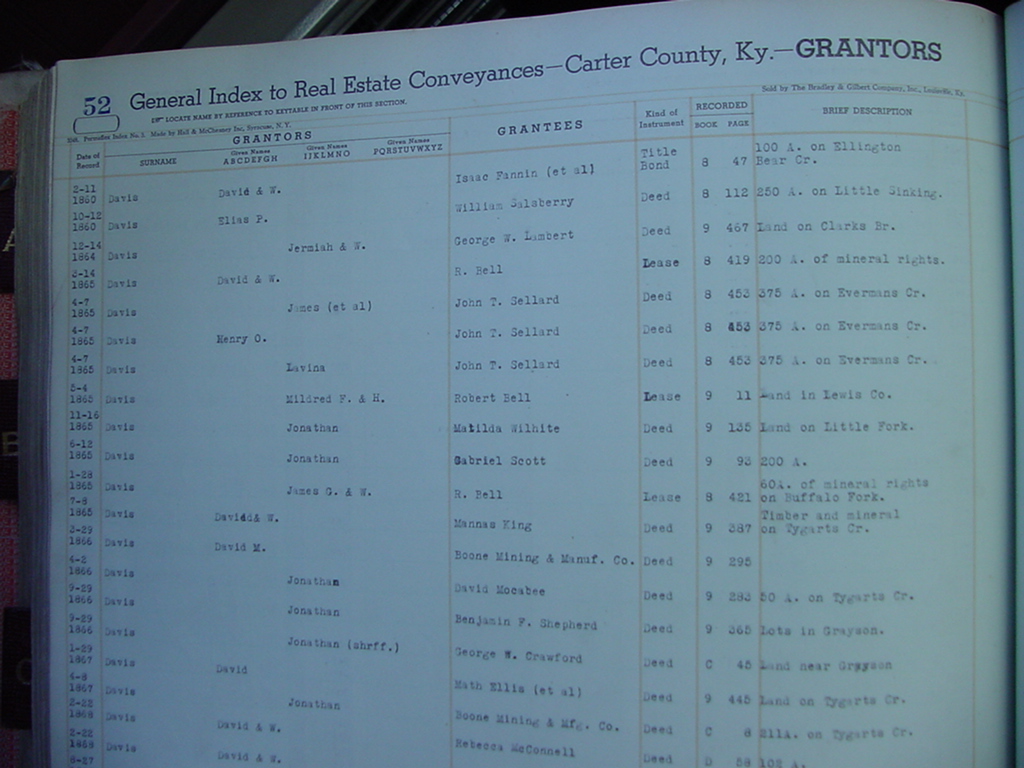 52 General Index to Real Estate Conveyances—Carter County, Ky.—GRANTORS
LOCATE NAME BY REFERENCE TO KEYTABLE IN FRONT OF THIS SECTION.
Sold by The Bradley & Gilbert Company, Inc., Louisville, Ky.
Permaflex Index No. 2. Made by Hall & McChesney Inc, Syracuse, N. Y.
GRANTORS GRANTEES Kind of Instrument RECORDED BRIEF DESCRIPTION
Date of Record SURNAME Given Names ABCDEFGH Given Names IJKLMNO Given Names PQRSTUVWXYZ BOOK PAGE
2-11 1860 Davis David & W. Isaac Fannin (et al) Title Bond 8 47 100 A. on Ellington Bear Cr.
10-12 1860 Davis Elias P. William Salsberry Deed 8 112 250 A. on Little Sinking.
12-14 1864 Davis Jermiah & W. George W. Lambert Deed 9 467 Land on Clarks Br.
2-14 1865 Davis David & W. R. Bell Lease 8 419 200 A. of mineral rights.
4-7 1865 Davis James (et al) John T. Sellard Deed 8 453 375 A. on Evermans Cr.
4-7 1865 Davis Henry O. John T. Sellard Deed 8 453 375 A. on Evermans Cr.
4-7 1865 Davis Lavina John T. Sellard Deed 8 453 375 A. on Evermans Cr.
5-4 1865 Davis Mildred F. & H. Robert Bell Lease 9 11 Land in Lewis Co.
11-16 1865 Davis Jonathan Matilda Wilhite Deed 9 135 Land on Little Fork.
6-12 1865 Davis Jonathan Gabriel Scott Deed 9 93 200 A.
1-28 1865 Davis James G. & W. R. Bell Lease 8 421 60A. of mineral rights on Buffalo Fork.
7-8 1865 Davis Davidd& W. Mannas King Deed 9 387 Timber and mineral on Tygarts Cr.
3-29 1866 Davis David M. Boone Mining & Manuf. Co. Deed 9 295
4-2 1866 Davis Jonathan David Mocabee Deed 9 283 50 A. on Tygarts Cr.
9-29 1866 Davis Jonathan Benjamin F. Shepherd Deed 9 365 Lots in Grayson.
9-29 1866 Davis Jonathan (shrff.) George W. Crawford Deed C 45 Land near Grayson
1-29 1867 Davis David Math Ellis (et al) Deed 9 445 Land on Tygarts Cr.
4-8 1867 Davis Jonathan Boone Mining & Mfg. Co. Deed C 8 211A. on Tygarts Cr.
2-22 1868 Davis David & W. Rebecca McConnell Deed D 58 102 A.
2-22 1868 Davis David & W.
8-27